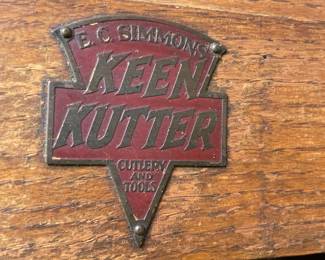 E. C. SIMMONS
KEEN
KUTTER
CUTLERY
AND
TOOLS